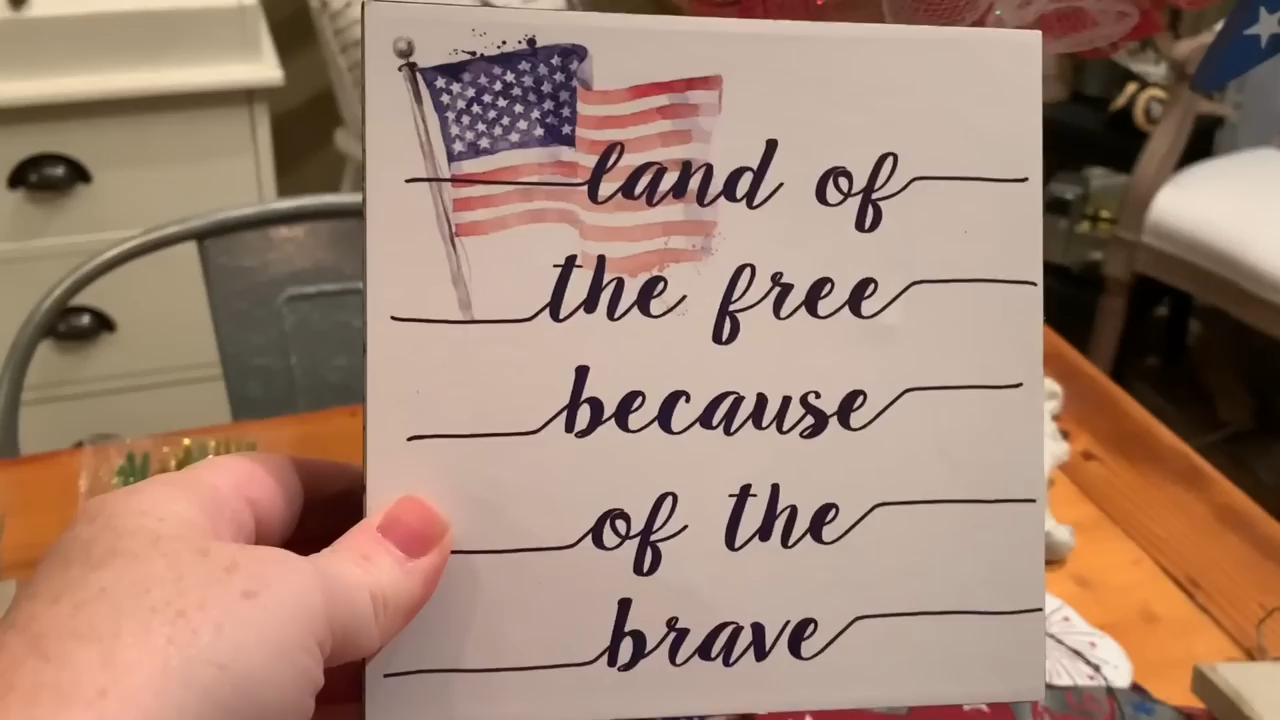 land of
the free
because
of the
brave